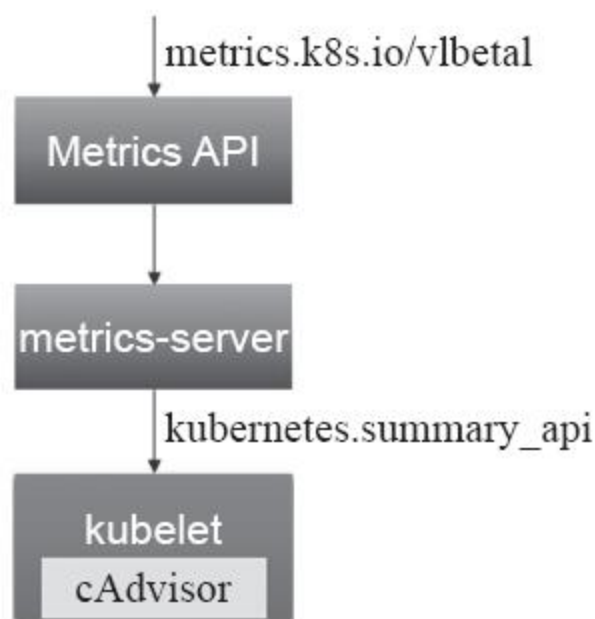 metrics.k8s.io/vlbetal
Metrics API
metrics-server
kubernetes.summary_api
kubelet
cAdvisor